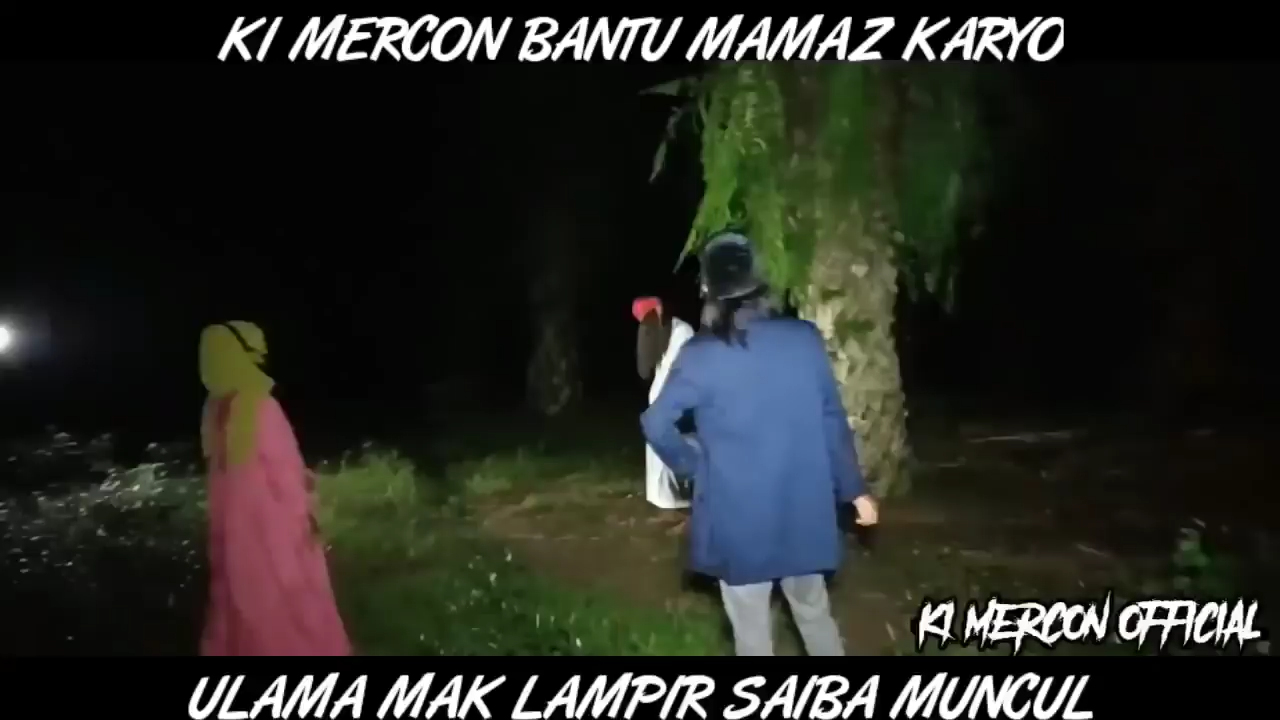 KI MERCON BANTU MAMAZ KARYO
KI MERCON OFFICIAL
ULAMA MAK LAMPIR SAIBA MUNCUL